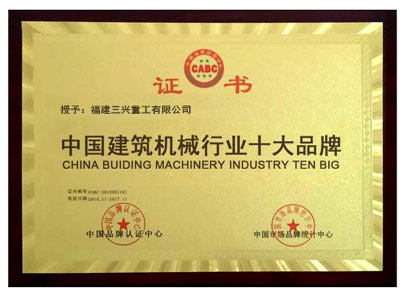 CABC
证书
授予：福建三兴重工有限公司
中国建筑机械行业十大品牌
CHINA BUIDING MACHINERY INDUSTRY TEN BIG
中国品牌认证中心
中国市场品牌统计中心